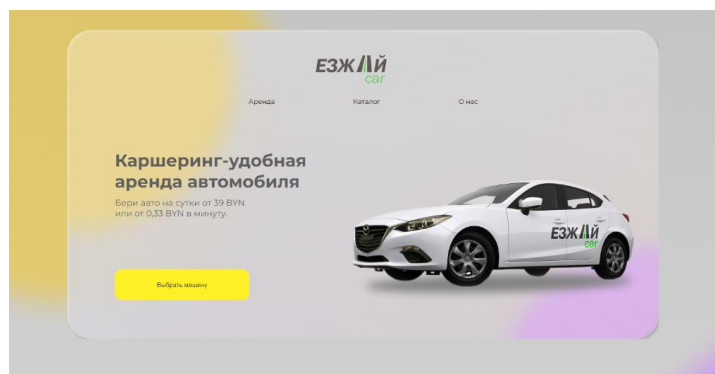 ЕЗЖАЙ
car
Аренда Каталог О нас
Каршеринг-удобная
аренда автомобиля
Бери авто на сутки от 39 BYN
или от 0,33 BYN в минуту.
ЕЗЖАЙ
car
Выбрать машину